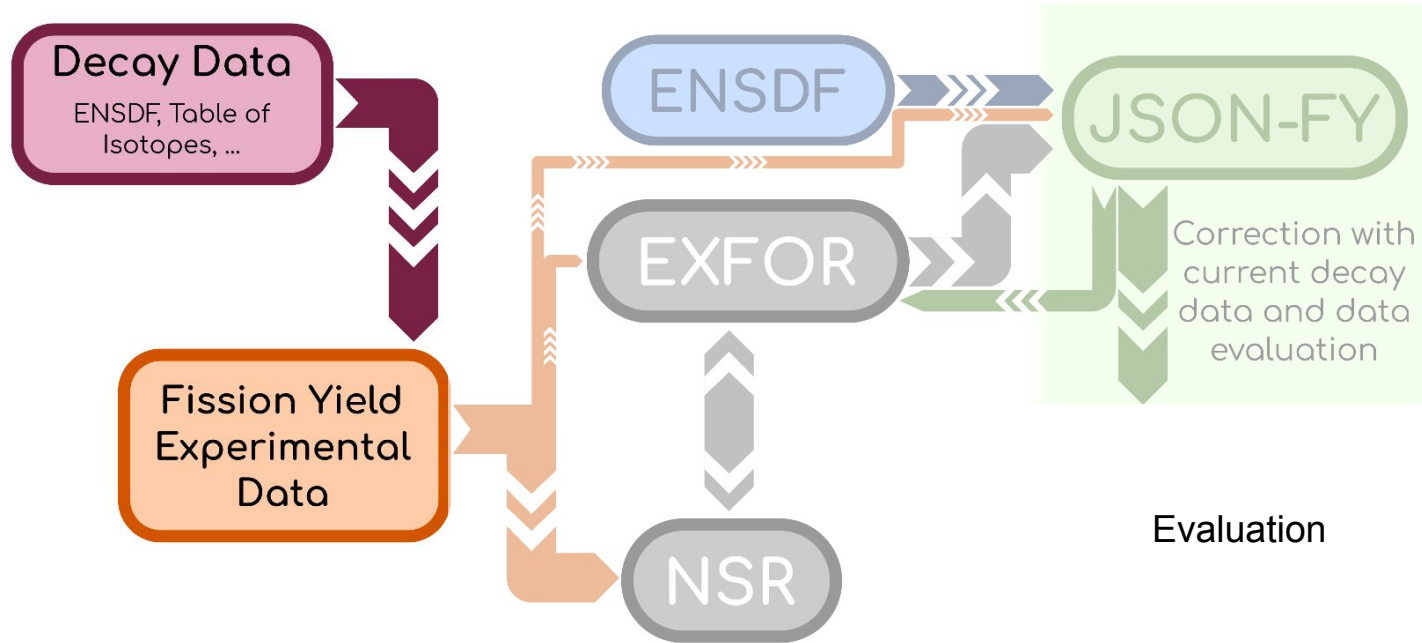 Decay Data
ENSDF, Table of
Isotopes, ...
ENSDF
JSON-FY
EXFOR
Correction with
current decay
data and data
evaluation
Fission Yield
Experimental
Data
NSR
Evaluation